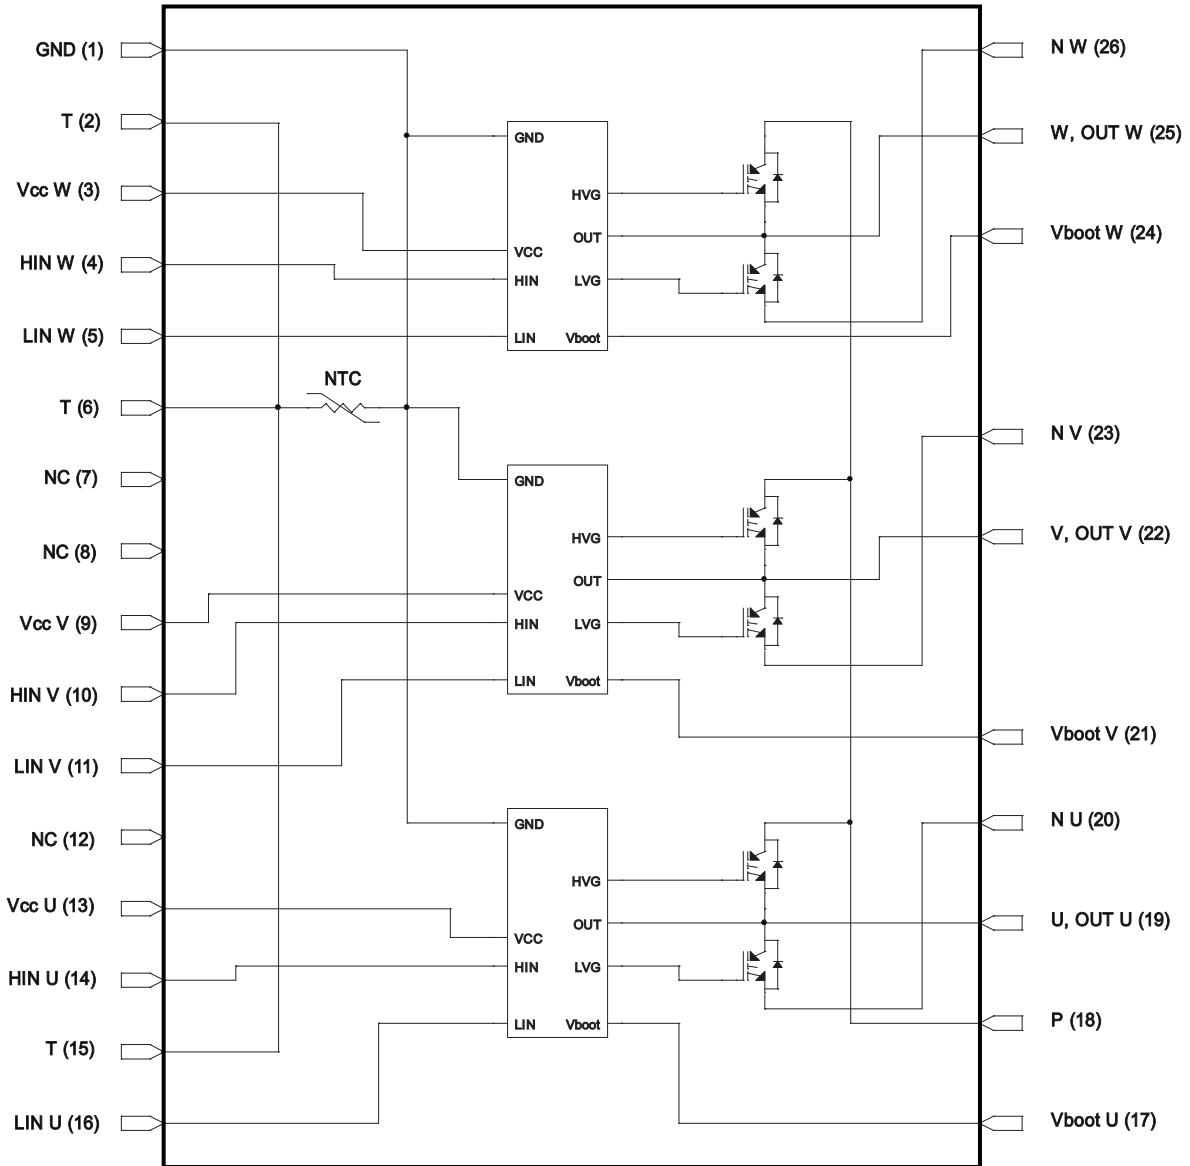 GND (1)
T (2)
Vcc W (3)
HIN W (4)
LIN W (5)
T (6)
NC (7)
NC (8)
Vcc V (9)
HIN V (10)
LIN V (11)
NC (12)
Vcc U (13)
HIN U (14)
T (15)
LIN U (16)
NTC
GND
HVG
OUT
VCC
HIN
LVG
LIN
Vboot
GND
HVG
OUT
VCC
HIN
LVG
LIN
Vboot
GND
HVG
OUT
VCC
HIN
LVG
LIN
Vboot
N W (26)
W, OUT W (25)
Vboot W (24)
N V (23)
V, OUT V (22)
Vboot V (21)
N U (20)
U, OUT U (19)
P (18)
Vboot U (17)